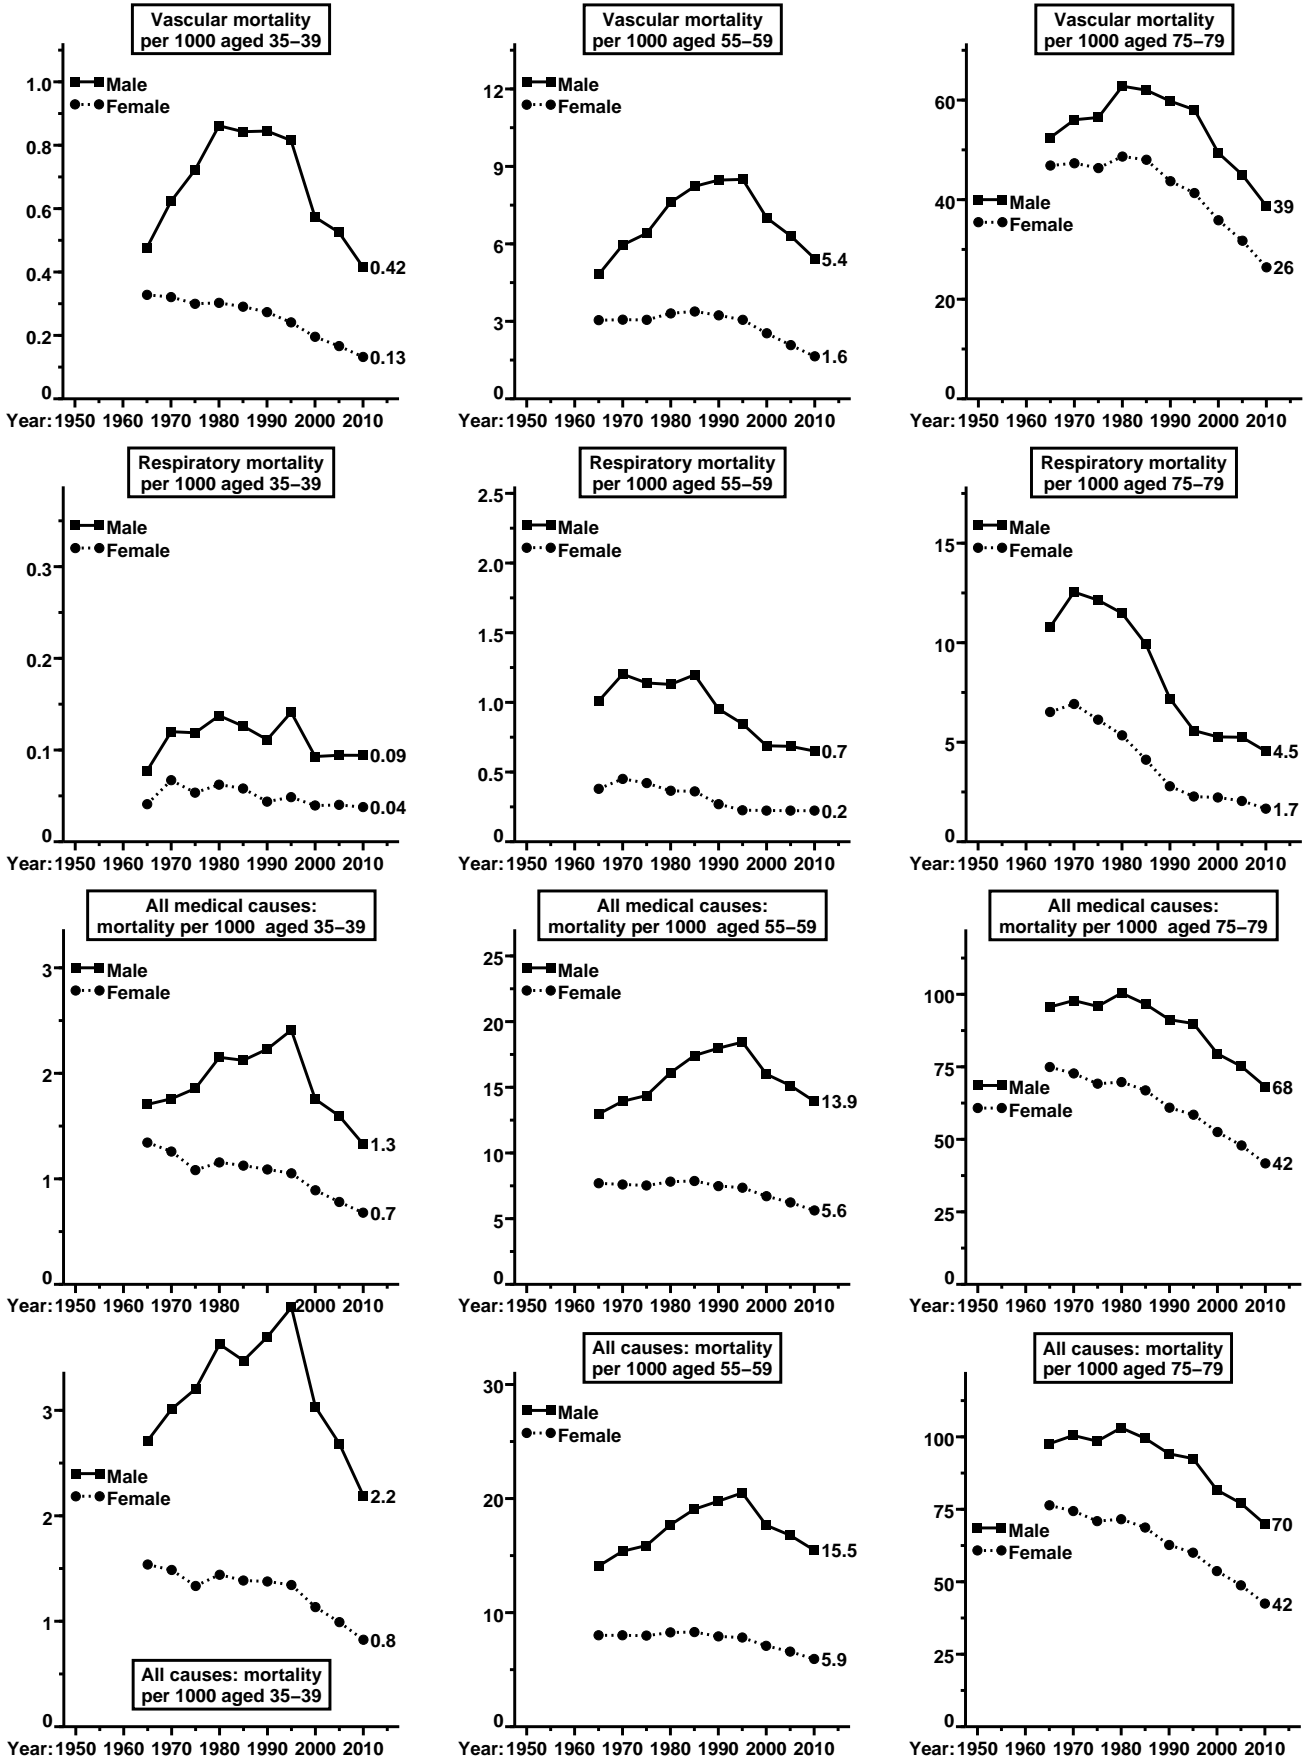 Vascular mortality
per 1000 aged 35–39
1.0
0.8
0.6
0.4
0.2
0
Male
Female
0.42
0.13
Year: 1950 1960 1970 1980 1990 2000 2010
Vascular mortality
per 1000 aged 55–59
12
9
6
3
0
Male
Female
5.4
1.6
1950 1960 1970 1980 1990 2000 2010
Year:
Vascular mortality
per 1000 aged 75–79
60
40
20
0
Male
Female
39
26
Year: 1950 1960 1970 1980 1990 2000 2010
Respiratory mortality
per 1000 aged 35–39
0.3
0.2
0.1
0
Male
Female
0.09
0.04
Year: 1950 1960 1970 1980 1990 2000 2010
Respiratory mortality
per 1000 aged 55–59
2.5
2.0
1.5
1.0
0.5
0
Male
Female
0.7
0.2
Year: 1950 1960 1970 1980 1990 2000 2010
Respiratory mortality
per 1000 aged 75–79
15
10
5
0
Male
Female
4.5
1.7
Year: 1950 1960 1970 1980 1990 2000 2010
All medical causes:
mortality per 1000 aged 35–39
3
2
1
0
Male
Female
1.3
0.7
Year: 1950 1960 1970 1980 2000 2010
All medical causes:
mortality per 1000 aged 55–59
25
20
15
10
5
0
Male
Female
13.9
5.6
Year: 1950 1960 1970 1980 1990 2000 2010
All medical causes:
mortality per 1000 aged 75–79
100
75
50
25
0
Male
Female
68
42
Year: 1950 1960 1970 1980 1990 2000 2010
3
2
1
0
Male
Female
2.2
0.8
All causes: mortality
per 1000 aged 35–39
Year: 1950 1960 1970 1980 1990 2000 2010
All causes: mortality
per 1000 aged 55–59
30
20
10
0
Male
Female
15.5
5.9
Year: 1950 1960 1970 1980 1990 2000 2010
All causes: mortality
per 1000 aged 75–79
100
75
50
25
0
Male
Female
70
42
Year: 1950 1960 1970 1980 1990 2000 2010